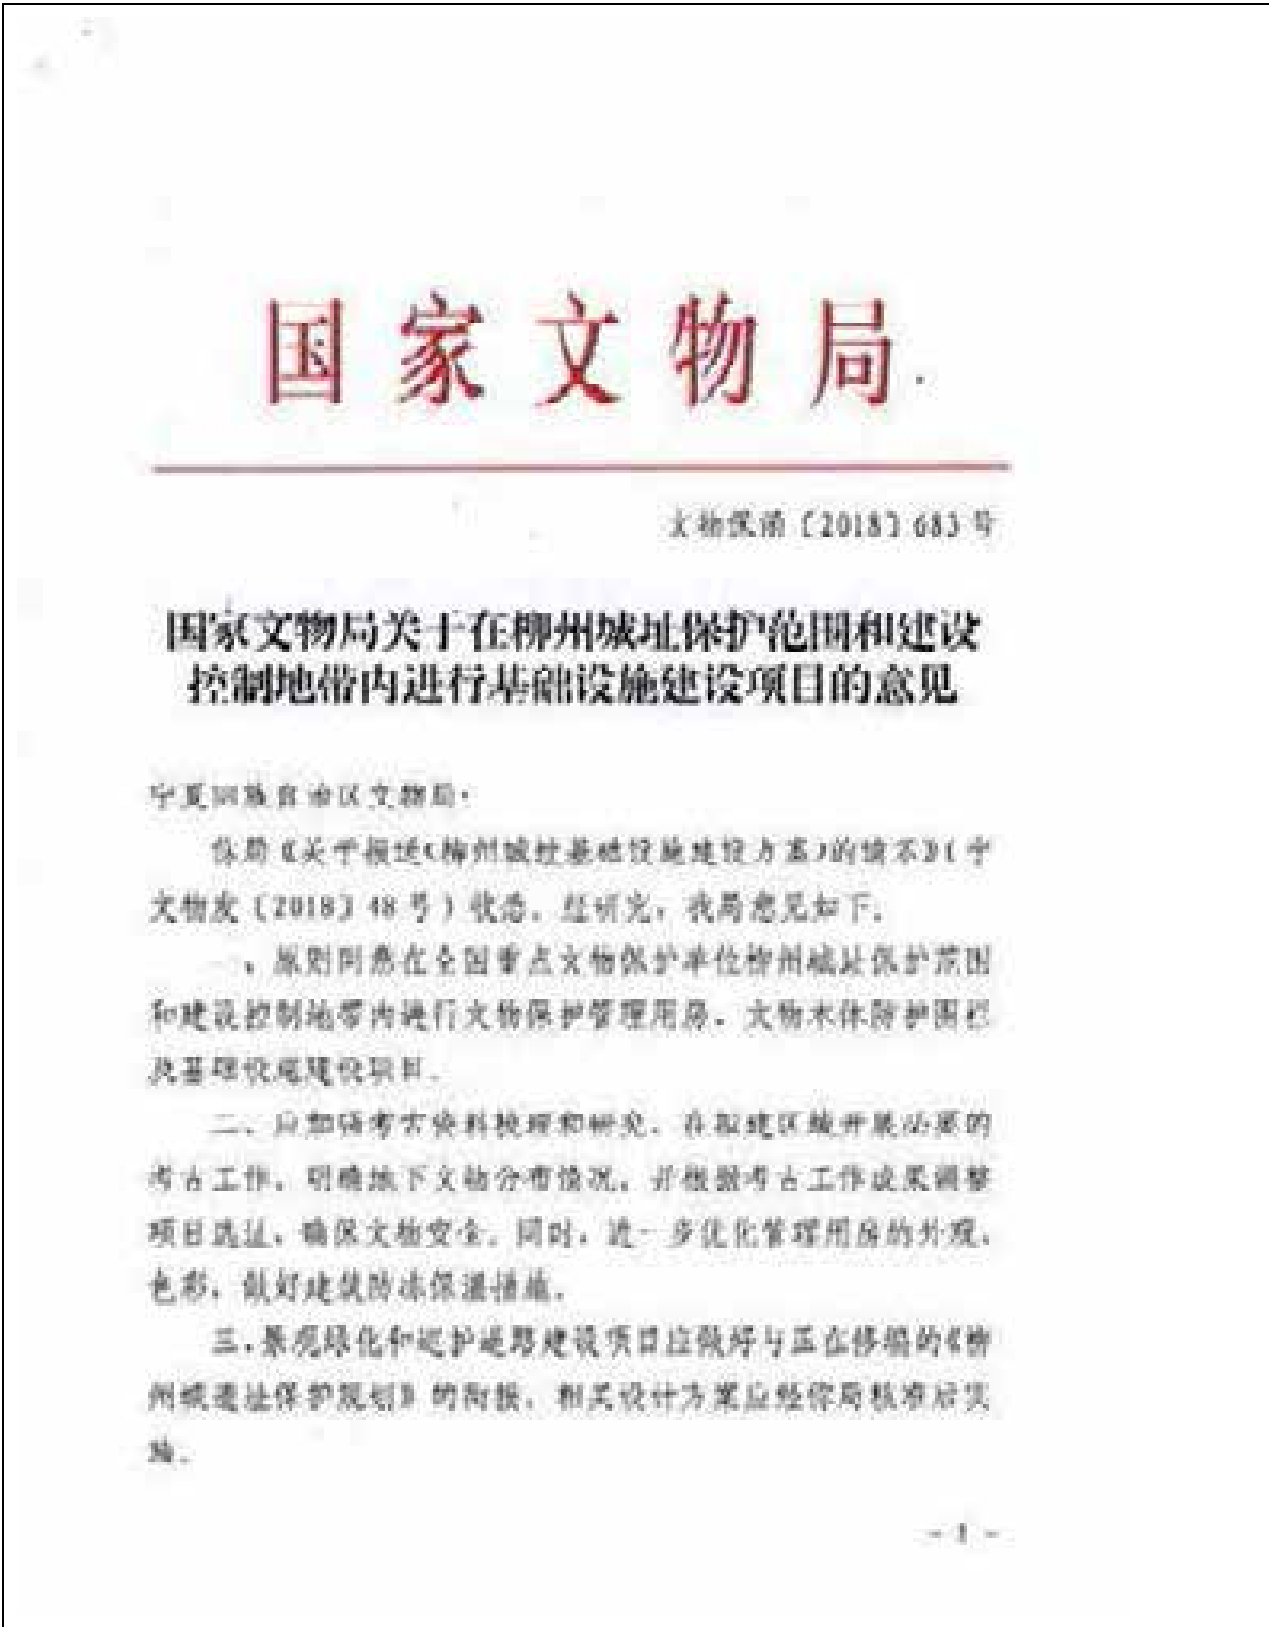 国家文物局
文物保函〔2018〕683号
国家文物局关于在柳州城址保护范围和建设
控制地带内进行基础设施建设项目的意见
宁夏回族自治区文物局：
你局《关于报送<柳州城址基础设施建设方案>的请示》（宁
文物发〔2018〕48号）收悉。经研究，我局意见如下：
一、原则同意在全国重点文物保护单位柳州城址保护范围
和建设控制地带内进行文物保护管理用房、文物本体防护围栏
及基础设施建设项目。
二、应加强考古资料梳理和研究，在拟建区域开展必要的
考古工作，明确地下文物分布情况，并根据考古工作成果调整
项目选址，确保文物安全。同时，进一步优化管理用房的外观、
色彩，做好建筑防冻保温措施。
三、景观绿化和巡护道路建设项目应做好与正在修编的《柳
州城遗址保护规划》的衔接，相关设计方案应经你局核准后实
施。
- 1 -